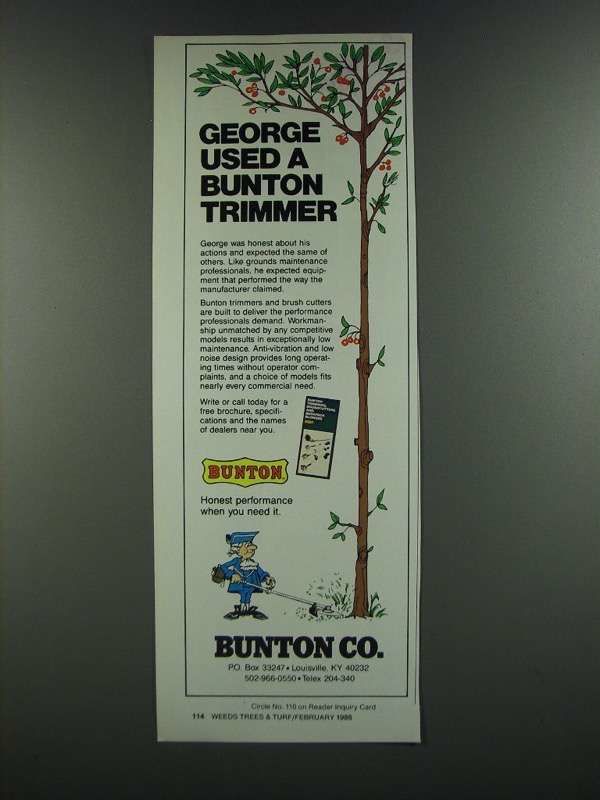 GEORGE
USED A
BUNTON
TRIMMER
George was honest about his
actions and expected the same of
others. Like grounds maintenance
professionals, he expected equip-
ment that performed the way the
manufacturer claimed.
Bunton trimmers and brush cutters
are built to deliver the performance
professionals demand. Workman-
ship unmatched by any competitive
models results in exceptionally low
maintenance. Anti-vibration and low
noise design provides long operat-
ing times without operator com-
plaints, and a choice of models fits
nearly every commercial need.
Write or call today for a
free brochure, specifi-
cations and the names
of dealers near you.
BUNTON
Honest performance
when you need it.
BUNTON CO.
P.O. Box 33247 • Louisville, KY 40232
502-966-0550 • Telex 204-340
Circle No. 116 on Reader Inquiry Card
114 WEEDS TREES & TURF/FEBRUARY 1986